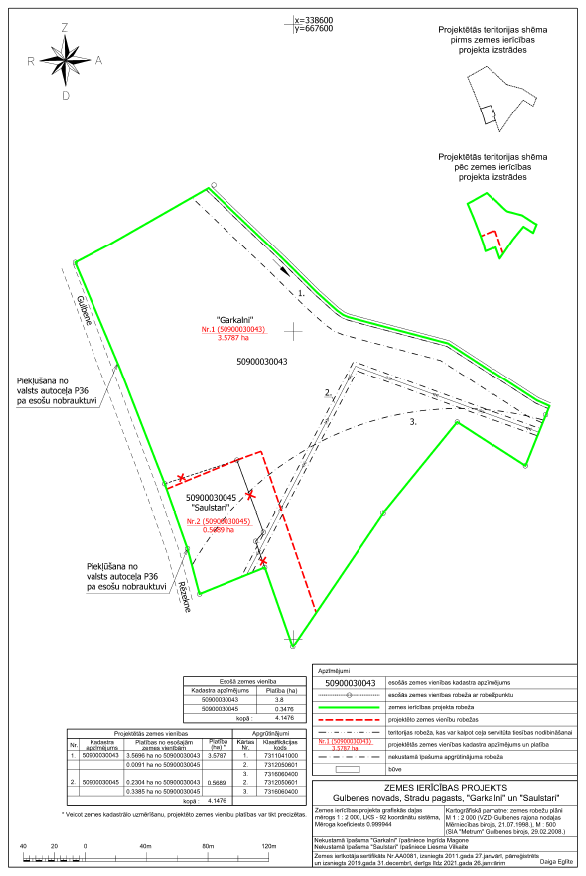 x=338600
y=667600
Z
R
A
D
Projektētās teritorijas shēma
pirms zemes ierīcības
projekta izstrādes
Projektētās teritorijas shēma
pēc zemes ierīcības
projekta izstrādes
1.
"Garkalni"
Nr.1 (50900030043)
3.5787 ha
50900030043
Gulbene
Piekļūšana no
valsts autoceļa P36
pa esošu nobrauktuvi
2.
3.
50900030045
"Saulstari"
Nr.2 (50900030045)
0.5689 ha
Piekļūšana no
valsts autoceļa P36
pa esošu nobrauktuvi
Rēzekne
Esošā zemes vienība
Kadastra apzīmējums Platība (ha)
50900030043 3.8
50900030045 0.3476
kopā : 4.1476
Projektētās zemes vienības Apgrūtinājumi
Nr. Kadastra apzīmējums Platības no esošajām zemes vienībām Platība (ha) * Kārtas Nr. Klasifikācijas kods
1. 50900030043 3.5696 ha no 50900030043 3.5787 1. 7311041000
0.0091 ha no 50900030045 2. 7312050601
3. 7316060400
2. 50900030045 0.2304 ha no 50900030043 0.5689 2. 7312050601
0.3385 ha no 50900030045 3. 7316060400
kopā : 4.1476
* Veicot zemes kadastrālo uzmērīšanu, projektēto zemes vienību platības var tikt precizētas.
40 0 40 80 120m
Apzīmējumi
50900030043 esošās zemes vienības kadastra apzīmējums
esošās zemes vienības robeža ar robežpunktu
zemes ierīcības projekta robeža
projektēto zemes vienību robežas
teritorijas robeža, kas var kalpot ceļa servitūta tiesības nodibināšanai
Nr.1 (50900030043)
3.5787 ha
projektētās zemes vienības kadastra apzīmējums un platība
nekustamā īpašuma apgrūtinājuma robeža
būve
ZEMES IERĪCĪBAS PROJEKTS
Gulbenes novads, Stradu pagasts, "Garkalni" un "Saulstari"
Zemes ierīcības projekta grafiskās daļas
mērogs 1 : 2 000, LKS - 92 koordinātu sistēma,
Mēroga koeficients 0.999944
Kartogrāfiskā pamatne: zemes robežu plāni
M 1 : 2 000 (VZD Gulbenes rajona nodaļas
Mērniecības birojs, 21.07.1998.), M : 500
(SIA "Metrum" Gulbenes birojs, 29.02.2008.)
Nekustamā īpašuma "Garkalni" īpašniece Ingrīda Makane
Nekustamā īpašuma "Saulstari" īpašniece Liesma Vilkaite
Zemes ierīkotāja sertifikāts Nr.AA0081, izsniegts 2011.gada 27.janvārī, pārreģistrēts
un izsniegts 2019.gada 31.decembrī, derīgs līdz 2021.gada 26.janvārim
Daiga Eglīte